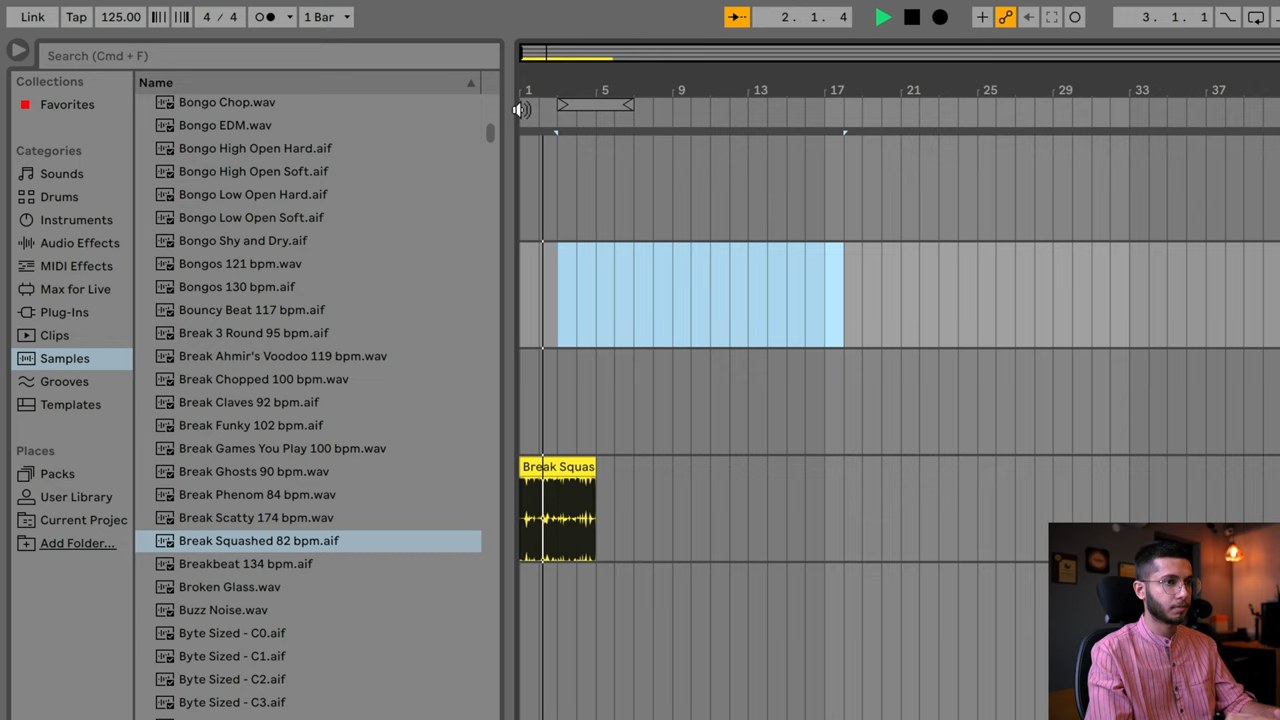 Link Tap 125.00 4 / 4 1 Bar 2. 1. 4 3. 1. 1
Search (Cmd + F)
Collections
Favorites
Categories
Sounds
Drums
Instruments
Audio Effects
MIDI Effects
Max for Live
Plug-Ins
Clips
Samples
Grooves
Templates
Places
Packs
User Library
Current Projec
Add Folder...
Name
Bongo Chop.wav
Bongo EDM.wav
Bongo High Open Hard.aif
Bongo High Open Soft.aif
Bongo Low Open Hard.aif
Bongo Low Open Soft.aif
Bongo Shy and Dry.aif
Bongos 121 bpm.wav
Bongos 130 bpm.aif
Bouncy Beat 117 bpm.aif
Break 3 Round 95 bpm.aif
Break Ahmir's Voodoo 119 bpm.wav
Break Chopped 100 bpm.wav
Break Claves 92 bpm.aif
Break Funky 102 bpm.aif
Break Games You Play 100 bpm.wav
Break Ghosts 90 bpm.wav
Break Phenom 84 bpm.wav
Break Scatty 174 bpm.wav
Break Squashed 82 bpm.aif
Breakbeat 134 bpm.aif
Broken Glass.wav
Buzz Noise.wav
Byte Sized - C0.aif
Byte Sized - C1.aif
Byte Sized - C2.aif
Byte Sized - C3.aif
1 5 9 13 17 21 25 29 33 37
Break Squas